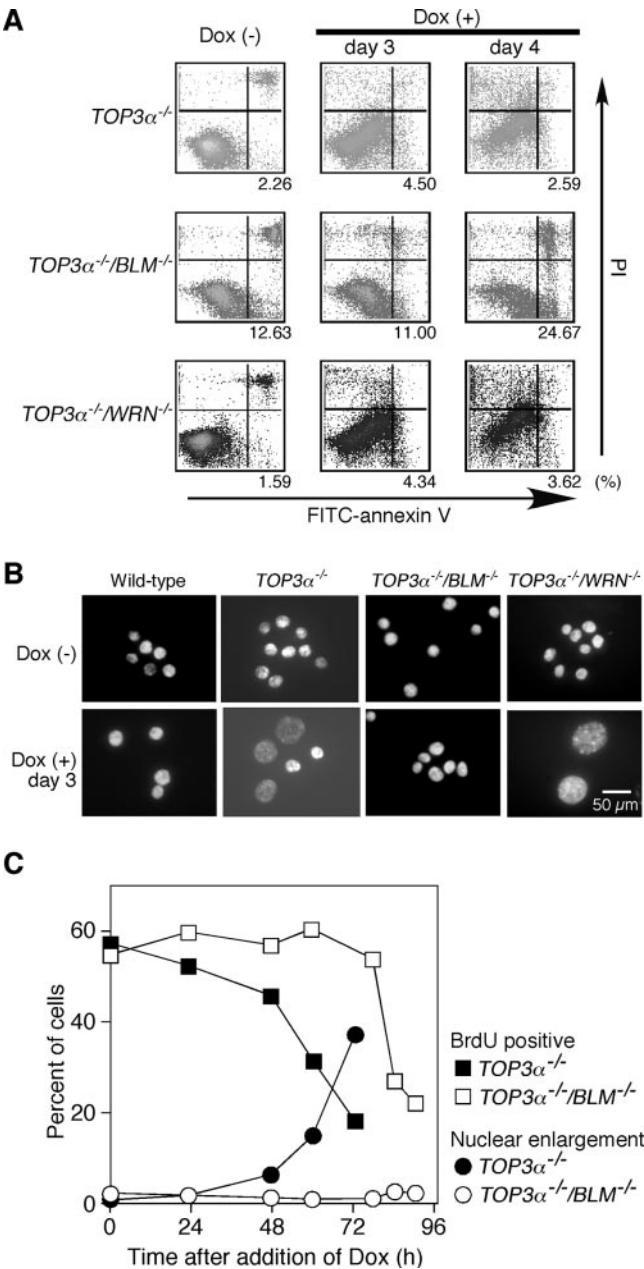 A
Dox (-)
Dox (+)
day 3
day 4
TOP3α-/-
2.26
4.50
2.59
TOP3α-/-/BLM-/-
12.63
11.00
24.67
TOP3α-/-/WRN-/-
1.59
4.34
3.62
(%)
PI
FITC-annexin V
B
Wild-type
TOP3α-/-
TOP3α-/-/BLM-/-
TOP3α-/-/WRN-/-
Dox (-)
Dox (+)
day 3
50 µm
C
Percent of cells
60
40
20
0
0
24
48
72
96
Time after addition of Dox (h)
BrdU positive
TOP3α-/-
TOP3α-/-/BLM-/-
Nuclear enlargement
TOP3α-/-
TOP3α-/-/BLM-/-